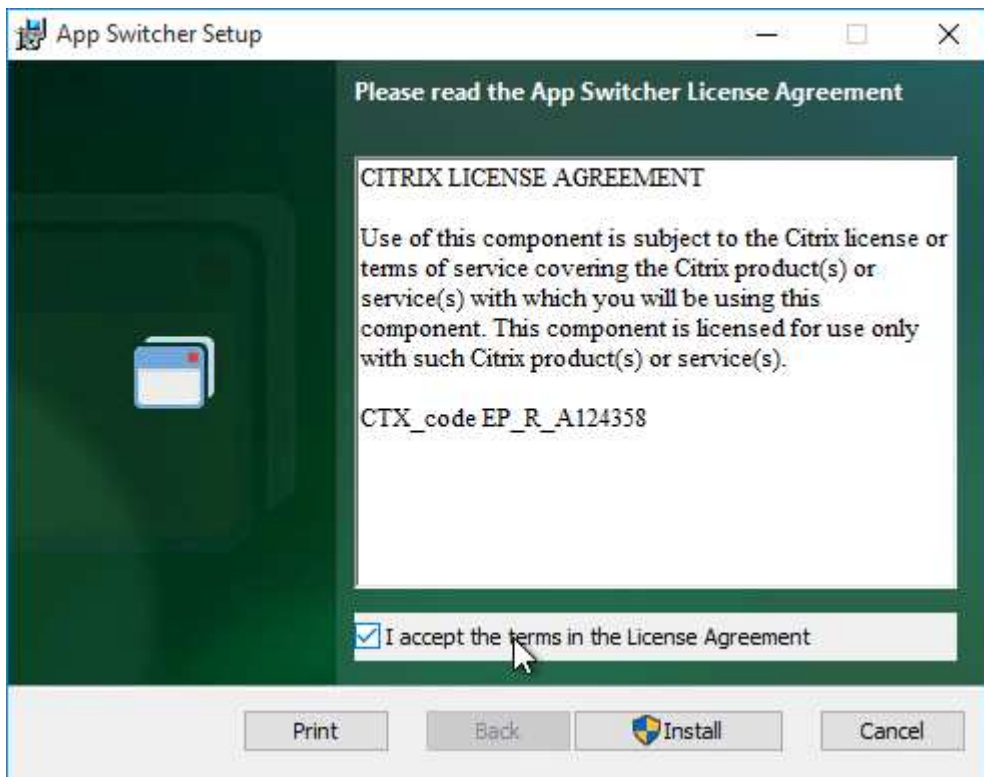 App Switcher Setup
Please read the App Switcher License Agreement
CITRIX LICENSE AGREEMENT
Use of this component is subject to the Citrix license or
terms of service covering the Citrix product(s) or
service(s) with which you will be using this
component. This component is licensed for use only
with such Citrix product(s) or service(s).
CTX_code EP_R_A124358
I accept the terms in the License Agreement
Print Back Install Cancel